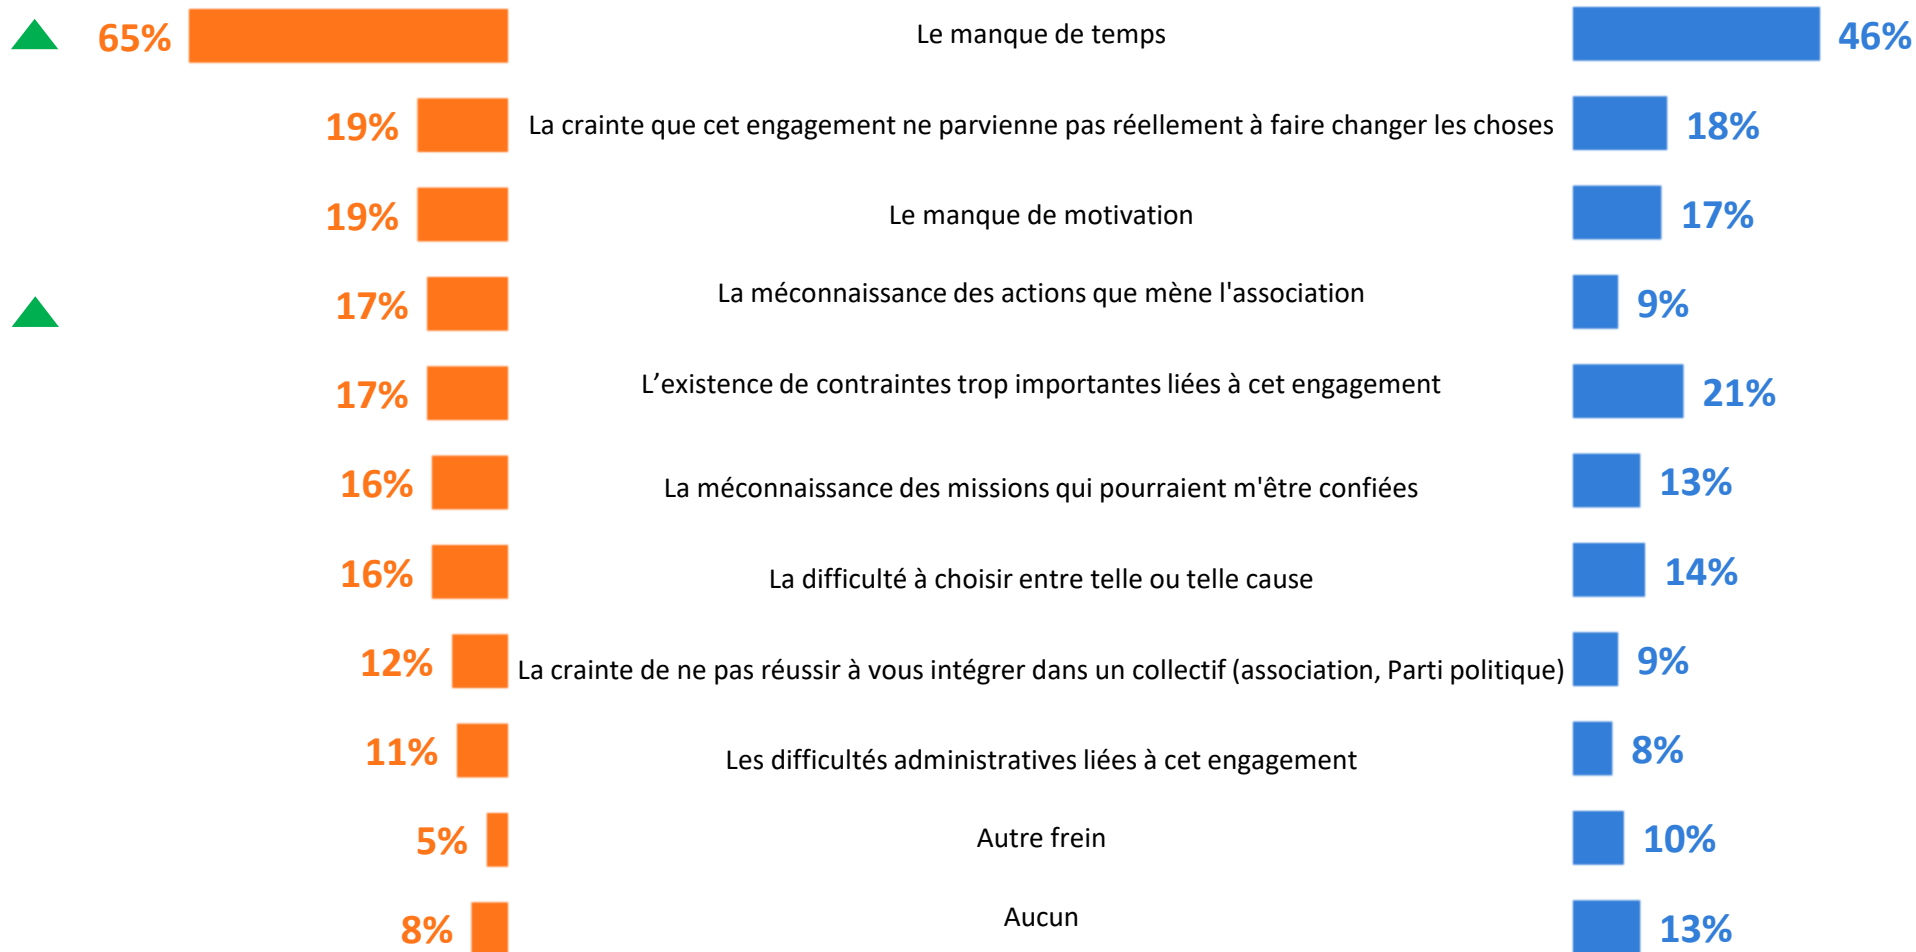 65% Le manque de temps 46%
19% La crainte que cet engagement ne parvienne pas réellement à faire changer les choses 18%
19% Le manque de motivation 17%
17% La méconnaissance des actions que mène l'association 9%
17% L’existence de contraintes trop importantes liées à cet engagement 21%
16% La méconnaissance des missions qui pourraient m'être confiées 13%
16% La difficulté à choisir entre telle ou telle cause 14%
12% La crainte de ne pas réussir à vous intégrer dans un collectif (association, Parti politique) 9%
11% Les difficultés administratives liées à cet engagement 8%
5% Autre frein 10%
8% Aucun 13%